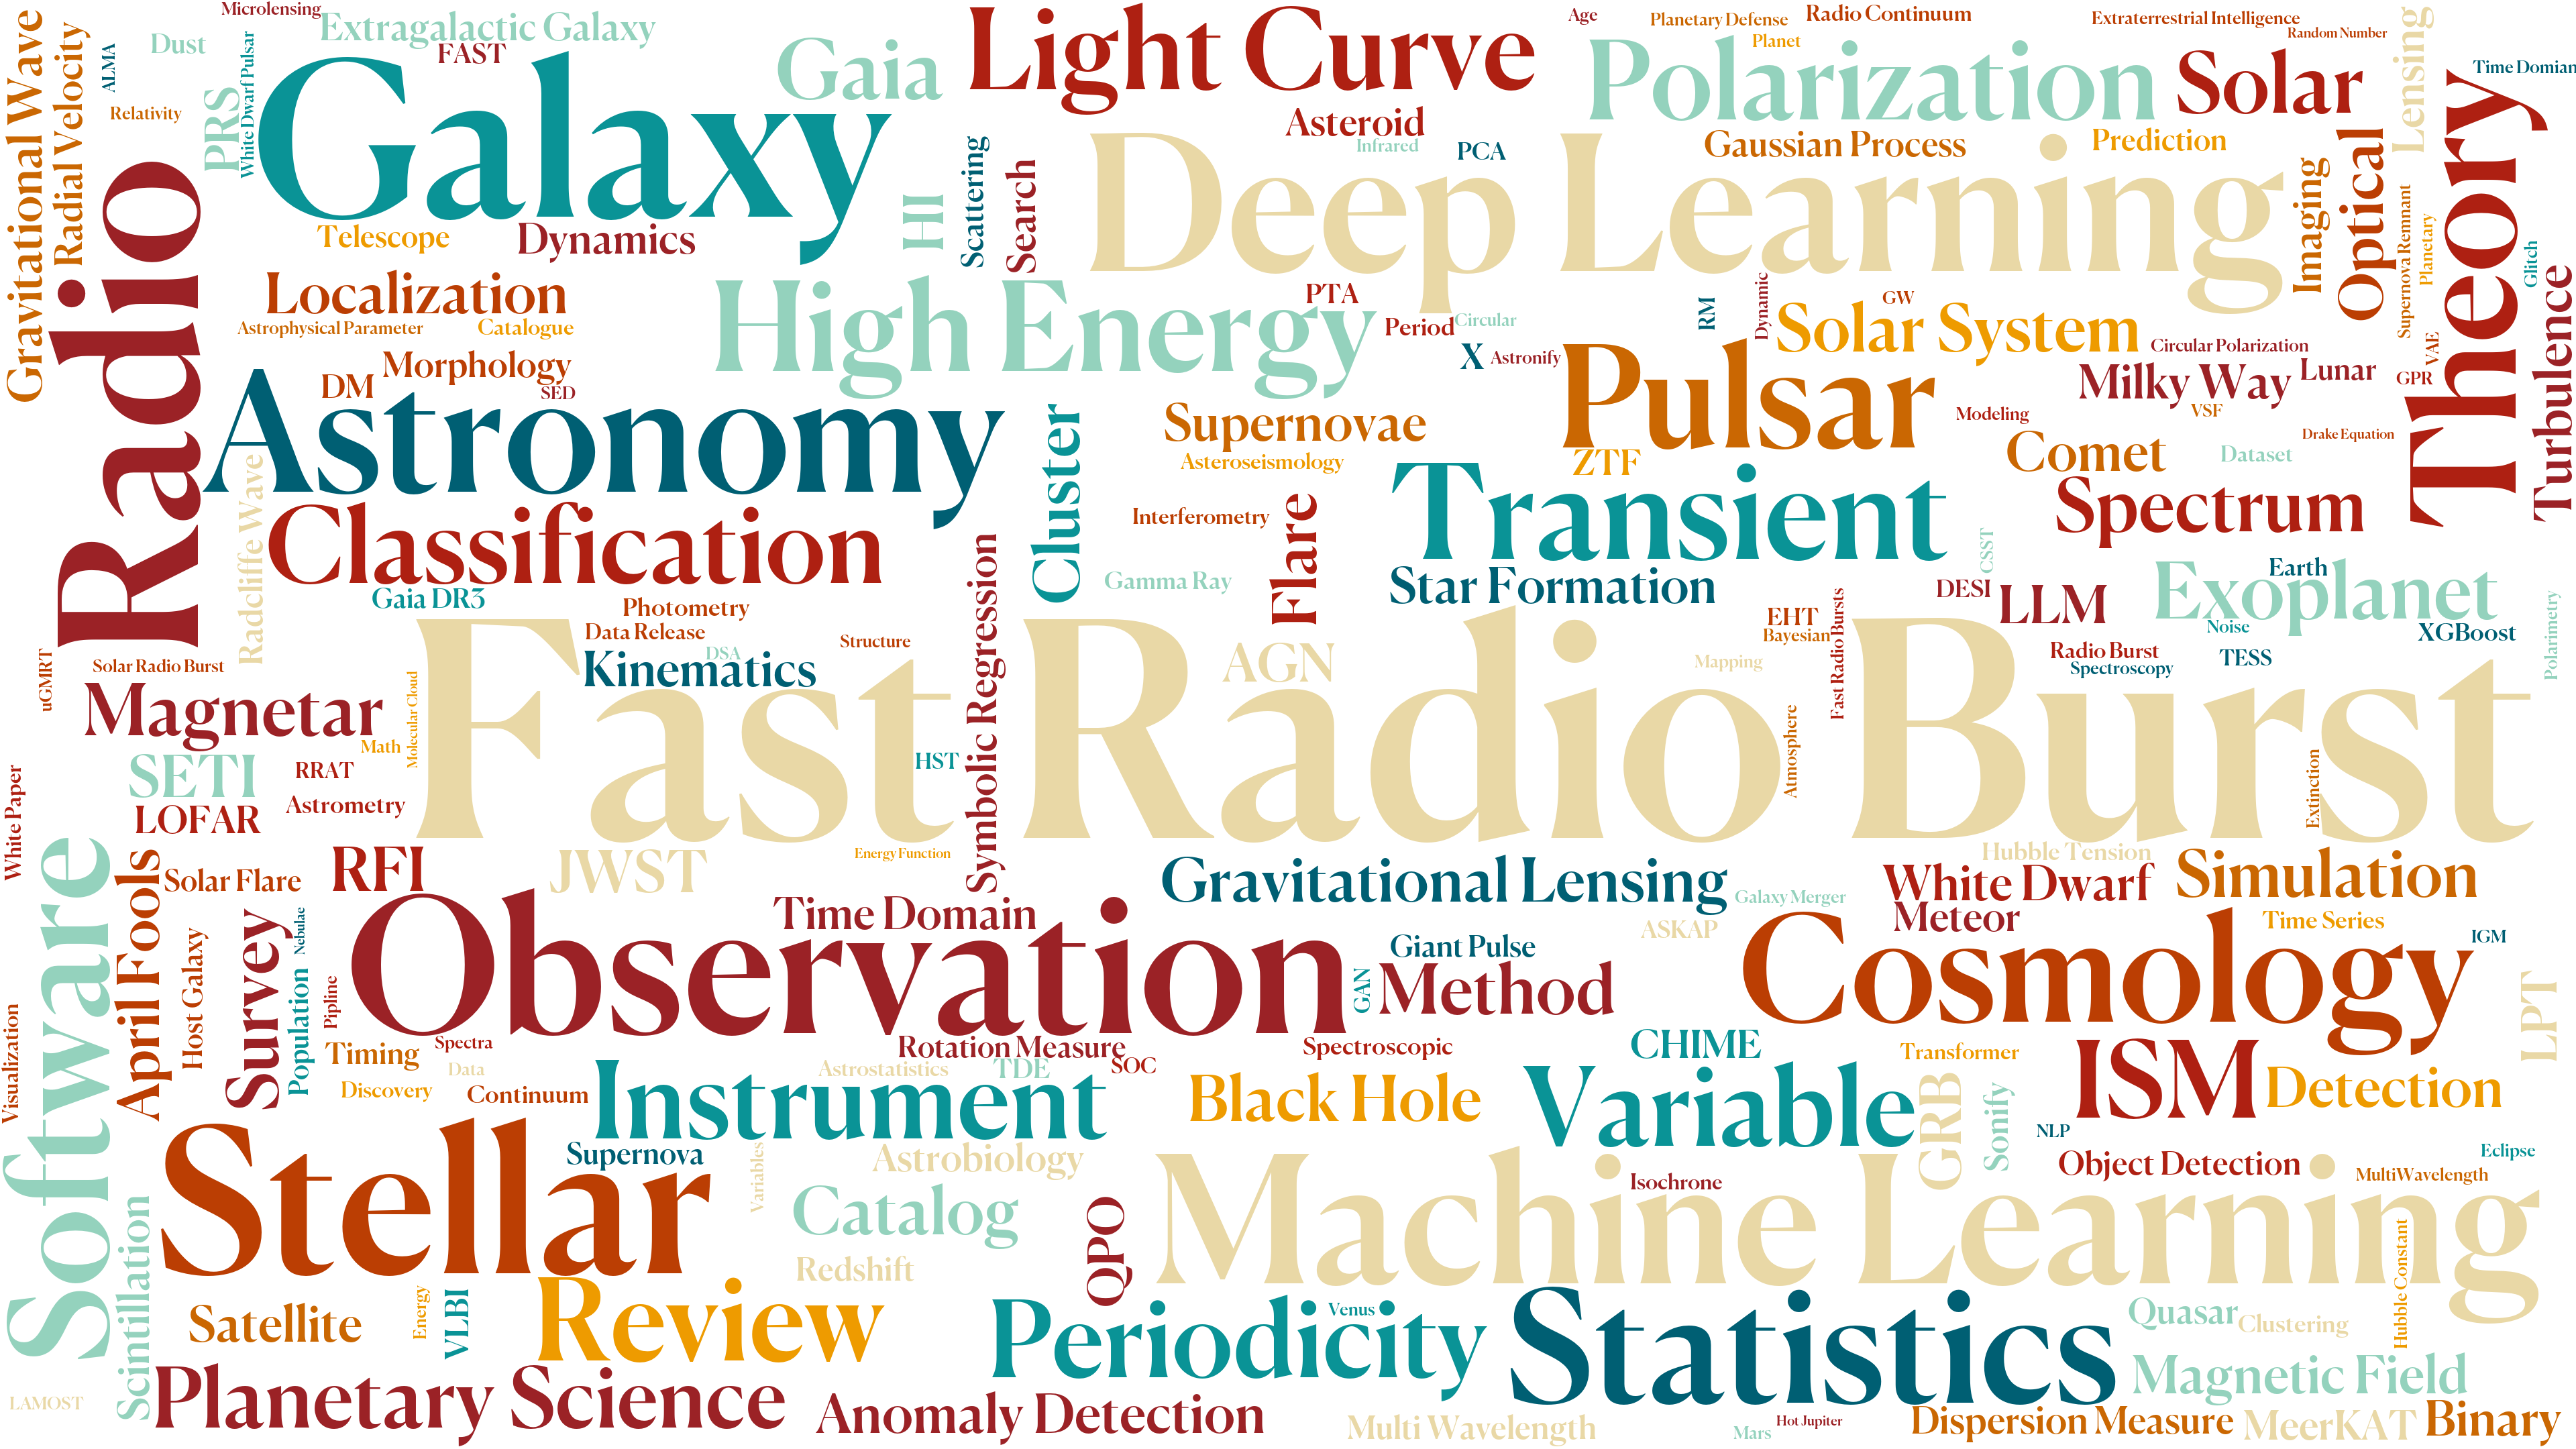 Microlensing
Extragalactic Galaxy
Age
Planetary Defense
Radio Continuum
Extraterrestrial Intelligence
Random Number
Gravitational Wave
Radial Velocity
ALMA
Dust
White Dwarf Pulsar
FAST
Gaia
Light Curve
Planet
Polarization
Solar
Lensing
Time Domian
Relativity
PRS
Galaxy
Asteroid
Infrared
PCA
Gaussian Process
Prediction
Theory
Radio
Telescope
Dynamics
HI
Scattering
Search
Deep Learning
Imaging
Optical
Supernova Remnant
Planetary
Glitch
Localization
Astrophysical Parameter
Catalogue
High Energy
PTA
Period
Circular
RM
Dynamic
GW
Solar System
Circular Polarization
VAE
Turbulence
Morphology
DM
SED
X
Astronify
Pulsar
Milky Way
Lunar
GPR
VSF
Astronomy
Cluster
Supernovae
Asteroseismology
ZTF
Modeling
Comet
Dataset
Drake Equation
Radcliffe Wave
Classification
Interferometry
Flare
Transient
Spectrum
CSST
Gaia DR3
Photometry
Gamma Ray
Star Formation
DESI
LLM
Earth
Exoplanet
Data Release
Structure
Symbolic Regression
EHT
Bayesian
Fast Radio Bursts
Noise
XGBoost
Polarimetry
uGMRT
Solar Radio Burst
DSA
Kinematics
AGN
Mapping
Radio Burst
Spectroscopy
TESS
Magnetar
Molecular Cloud
Math
Fast Radio Burst
HST
Atmosphere
Extinction
SETI
RRAT
Astrometry
LOFAR
White Paper
Software
April Fools
Solar Flare
RFI
JWST
Energy Function
Gravitational Lensing
Galaxy Merger
Hubble Tension
White Dwarf
Simulation
Host Galaxy
Survey
Nebulae
Time Domain
ASKAP
Meteor
Time Series
IGM
Population
Pipline
Observation
Giant Pulse
GAN
Method
Cosmology
LPT
Visualization
Timing
Spectra
Rotation Measure
Spectroscopic
CHIME
Transformer
Discovery
Data
Continuum
Astrostatistics
TDE
SOC
Instrument
Black Hole
Variable
GRB
Sonify
ISM
Detection
NLP
Stellar
Supernova
Variables
Astrobiology
Isochrone
Object Detection
MultiWavelength
Eclipse
Scintillation
Catalog
QPO
Machine Learning
Hubble Constant
Redshift
Satellite
Energy
VLBI
Review
Periodicity
Venus
Statistics
Quasar
Clustering
LAMOST
Planetary Science
Anomaly Detection
Multi Wavelength
Mars
Hot Jupiter
Magnetic Field
Dispersion Measure
MeerKAT
Binary